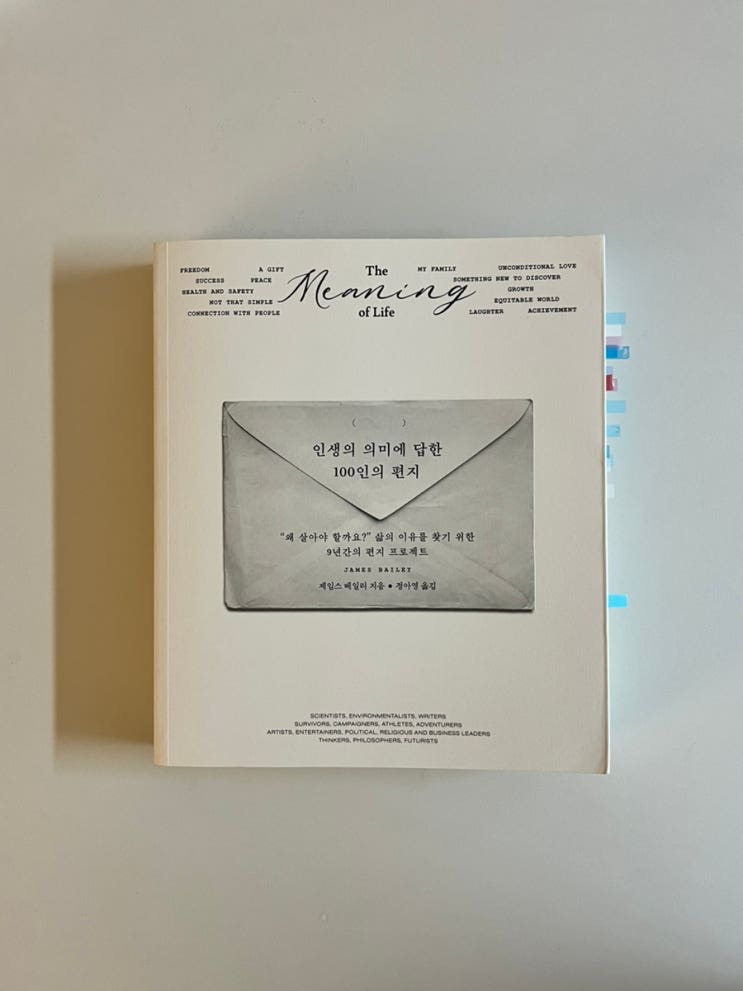 The
Meaning
of Life
FREEDOM
A GIFT
SUCCESS
PEACE
HEALTH AND SAFETY
NOT THAT SIMPLE
CONNECTION WITH PEOPLE
MY FAMILY
UNCONDITIONAL LOVE
SOMETHING NEW TO DISCOVER
GROWTH
EQUITABLE WORLD
LAUGHTER
ACHIEVEMENT
( )
인생의 의미에 답한
100인의 편지
“왜 살아야 할까요?” 삶의 이유를 찾기 위한
9년간의 편지 프로젝트
JAMES BAILEY
제임스 베일리 지음 ● 정아영 옮김
SCIENTISTS, ENVIRONMENTALISTS, WRITERS
SURVIVORS, CAMPAIGNERS, ATHLETES, ADVENTURERS
ARTISTS, ENTERTAINERS, POLITICAL, RELIGIOUS AND BUSINESS LEADERS
THINKERS, PHILOSOPHERS, FUTURISTS